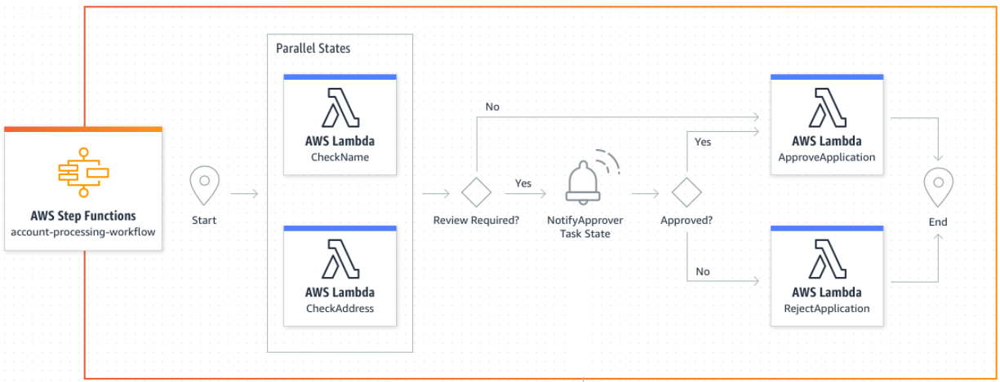 AWS Step Functions
account-processing-workflow
Start
Parallel States
AWS Lambda
CheckName
AWS Lambda
CheckAddress
Review Required?
No
Yes
NotifyApprover
Task State
Approved?
Yes
No
AWS Lambda
ApproveApplication
AWS Lambda
RejectApplication
End